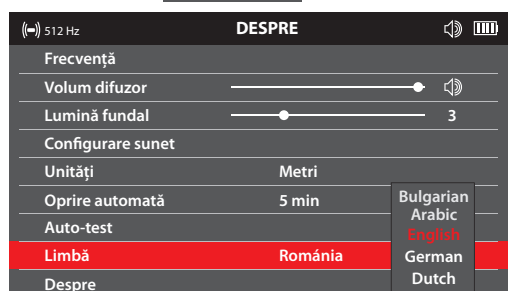 512 Hz DESPRE
Frecvență
Volum difuzor
Lumină fundal 3
Configurare sunet
Unități Metri
Oprire automată 5 min
Auto-test
Limbă Románia
Despre
Bulgarian
Arabic
English
German
Dutch